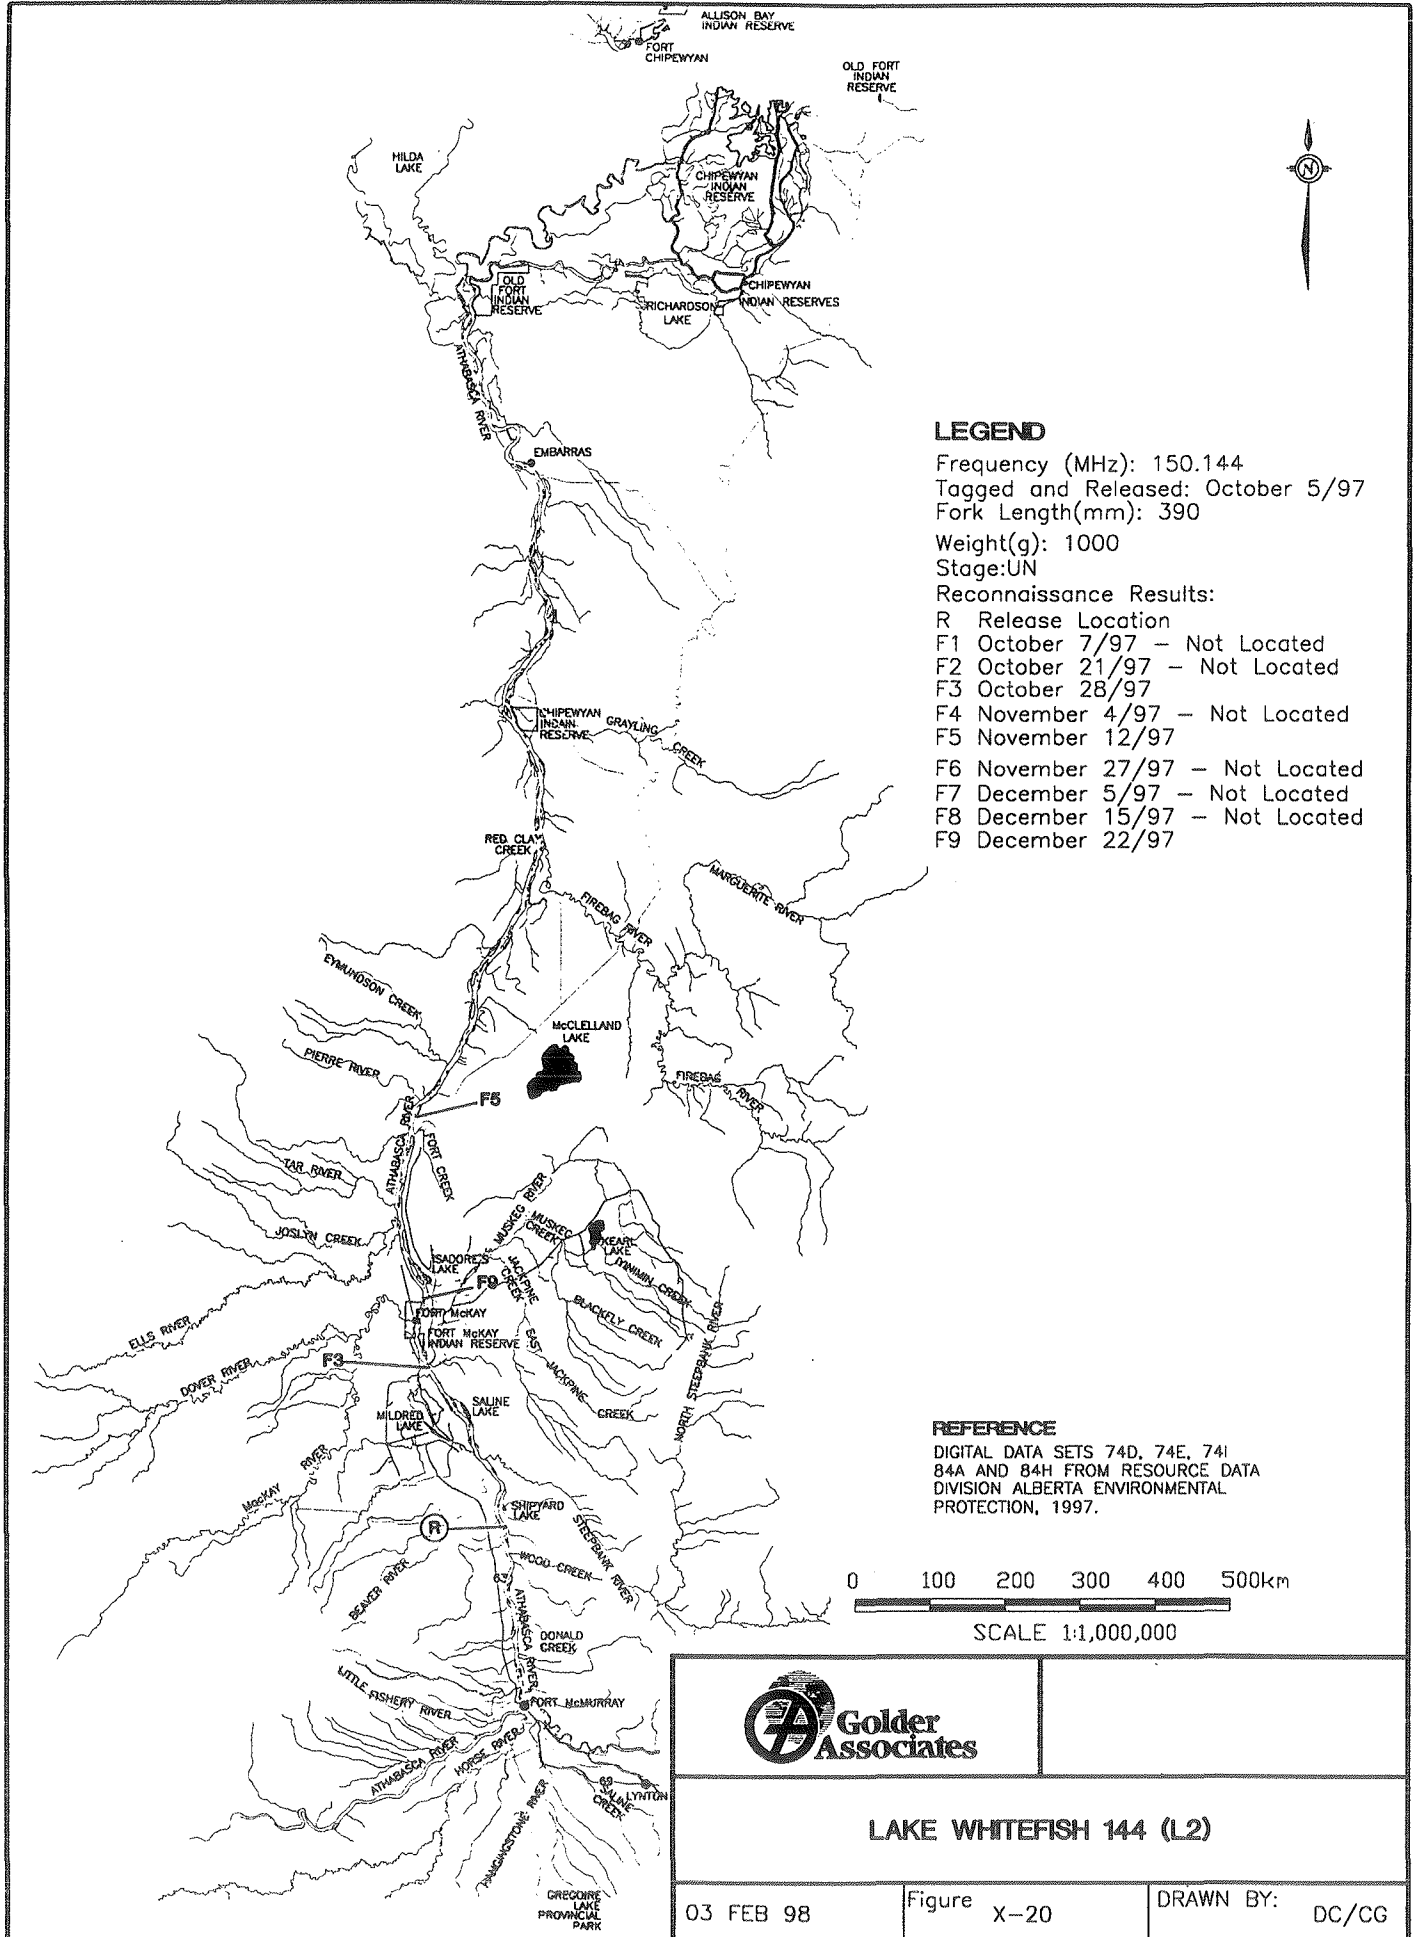 ALLISON BAY
INDIAN RESERVE
FORT
CHIPEWYAN
OLD FORT
INDIAN
RESERVE
HILDA
LAKE
CHIPEWYAN
INDIAN
RESERVE
N
OLD
FORT
INDIAN
RESERVE
CHIPEWYAN
INDIAN RESERVES
RICHARDSON
LAKE
ATHABASCA RIVER
EMBARRAS
LEGEND
Frequency (MHz): 150.144
Tagged and Released: October 5/97
Fork Length(mm): 390
Weight(g): 1000
Stage:UN
Reconnaissance Results:
R Release Location
F1 October 7/97 – Not Located
F2 October 21/97 – Not Located
F3 October 28/97
F4 November 4/97 – Not Located
F5 November 12/97
F6 November 27/97 – Not Located
F7 December 5/97 – Not Located
F8 December 15/97 – Not Located
F9 December 22/97
CHIPEWYAN
INDAIN
RESERVE
GRAYLING
CREEK
RED CLAY
CREEK
MARGUERITE RIVER
FIREBAG RIVER
EYMUNDSON CREEK
McCLELLAND
LAKE
PIERRE RIVER
FIREBAG RIVER
F5
ATHABASCA RIVER
FORT CREEK
TAR RIVER
MUSKEG RIVER
MUSKEG
CREEK
JOSLYN CREEK
KEARL
LAKE
ISADORE'S
LAKE
JACKPINE
CREEK
IYINIMIN CREEK
F9
BLACKFLY CREEK
FORT McKAY
FORT McKAY
INDIAN RESERVE
ELLS RIVER
EAST
JACKPINE
CREEK
NORTH STEEPBANK RIVER
F3
DOVER RIVER
SALINE
LAKE
MILDRED
LAKE
REFERENCE
DIGITAL DATA SETS 74D, 74E, 74I
84A AND 84H FROM RESOURCE DATA
DIVISION ALBERTA ENVIRONMENTAL
PROTECTION, 1997.
MacKAY RIVER
SHIPYARD
LAKE
R
STEEPBANK RIVER
WOOD CREEK
BEAVER RIVER
63
ATHABASCA RIVER
0 100 200 300 400 500km
SCALE 1:1,000,000
DONALD
CREEK
LITTLE FISHERY RIVER
FORT McMURRAY
ATHABASCA RIVER
HORSE RIVER
69
SALINE
CREEK
LYNTON
HANGINGSTONE RIVER
GREGOIRE
LAKE
PROVINCIAL
PARK
Golder
Associates
LAKE WHITEFISH 144 (L2)
03 FEB 98
Figure X-20
DRAWN BY: DC/CG